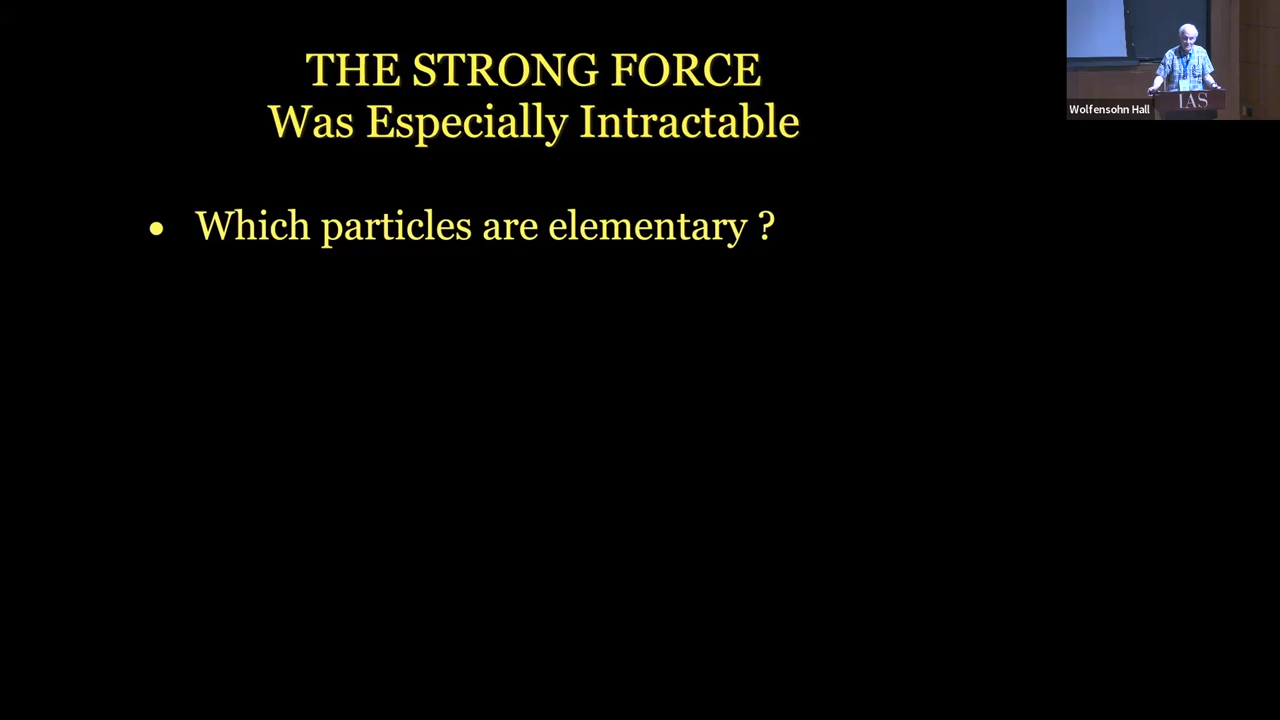 THE STRONG FORCE
Was Especially Intractable
• Which particles are elementary ?
Wolfensohn Hall
IAS